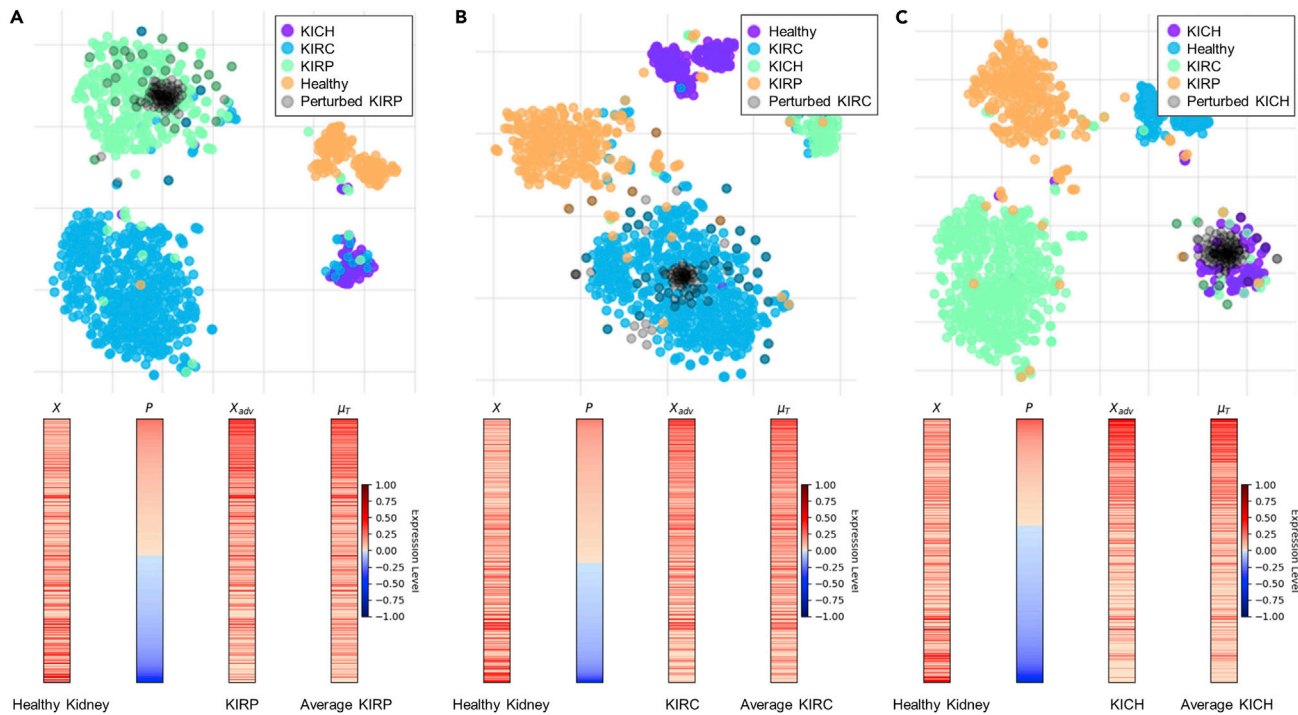 A
KICH
KIRC
KIRP
Healthy
Perturbed KIRP
B
Healthy
KIRC
KICH
KIRP
Perturbed KIRC
C
KICH
Healthy
KIRC
KIRP
Perturbed KICH
X
P
X_adv
μ_T
1.00
0.75
0.50
0.25
0.00
−0.25
−0.50
−0.75
−1.00
Expression Level
Healthy Kidney
KIRP
Average KIRP
X
P
X_adv
μ_T
1.00
0.75
0.50
0.25
0.00
−0.25
−0.50
−0.75
−1.00
Expression Level
Healthy Kidney
KIRC
Average KIRC
X
P
X_adv
μ_T
1.00
0.75
0.50
0.25
0.00
−0.25
−0.50
−0.75
−1.00
Expression Level
Healthy Kidney
KICH
Average KICH